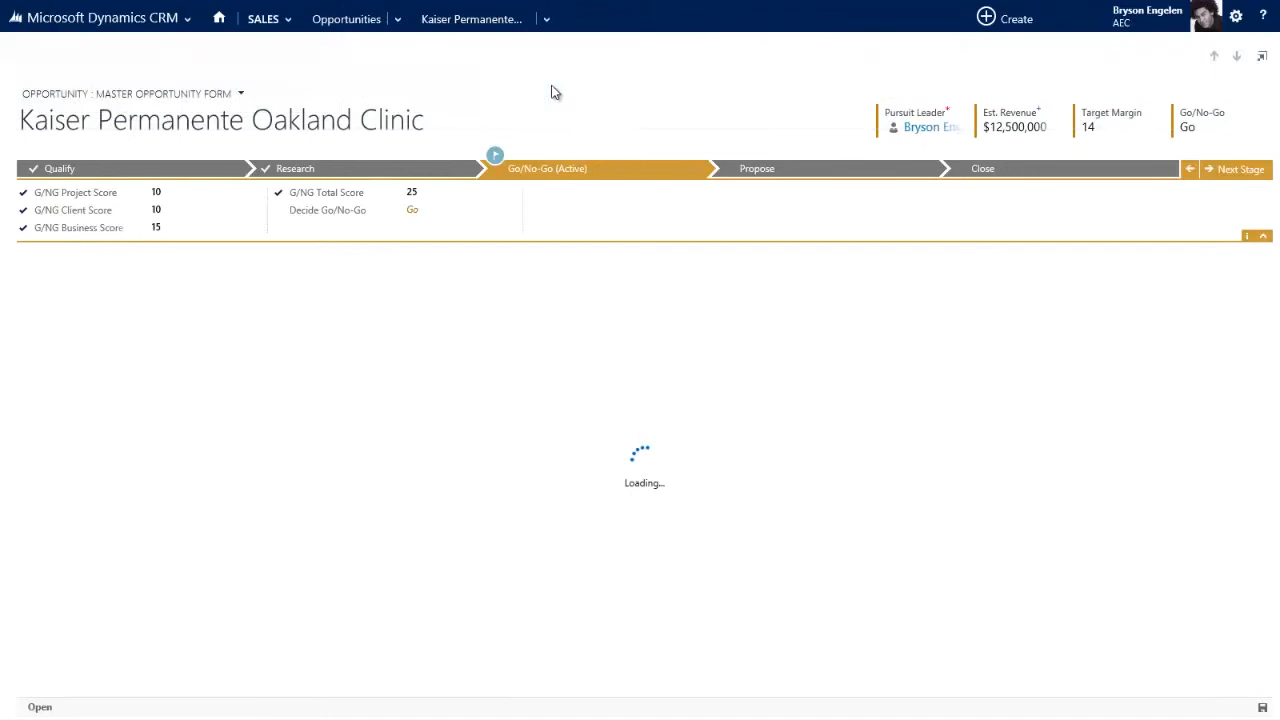 Microsoft Dynamics CRM
SALES
Opportunities
Kaiser Permanente...
Create
Bryson Engelen
AEC
?
OPPORTUNITY : MASTER OPPORTUNITY FORM
Kaiser Permanente Oakland Clinic
Pursuit Leader*
Bryson Eng
Est. Revenue+
$12,500,000
Target Margin
14
Go/No-Go
Go
Qualify
Research
Go/No-Go (Active)
Propose
Close
Next Stage
G/NG Project Score 10
G/NG Client Score 10
G/NG Business Score 15
G/NG Total Score 25
Decide Go/No-Go Go
Loading...
Open